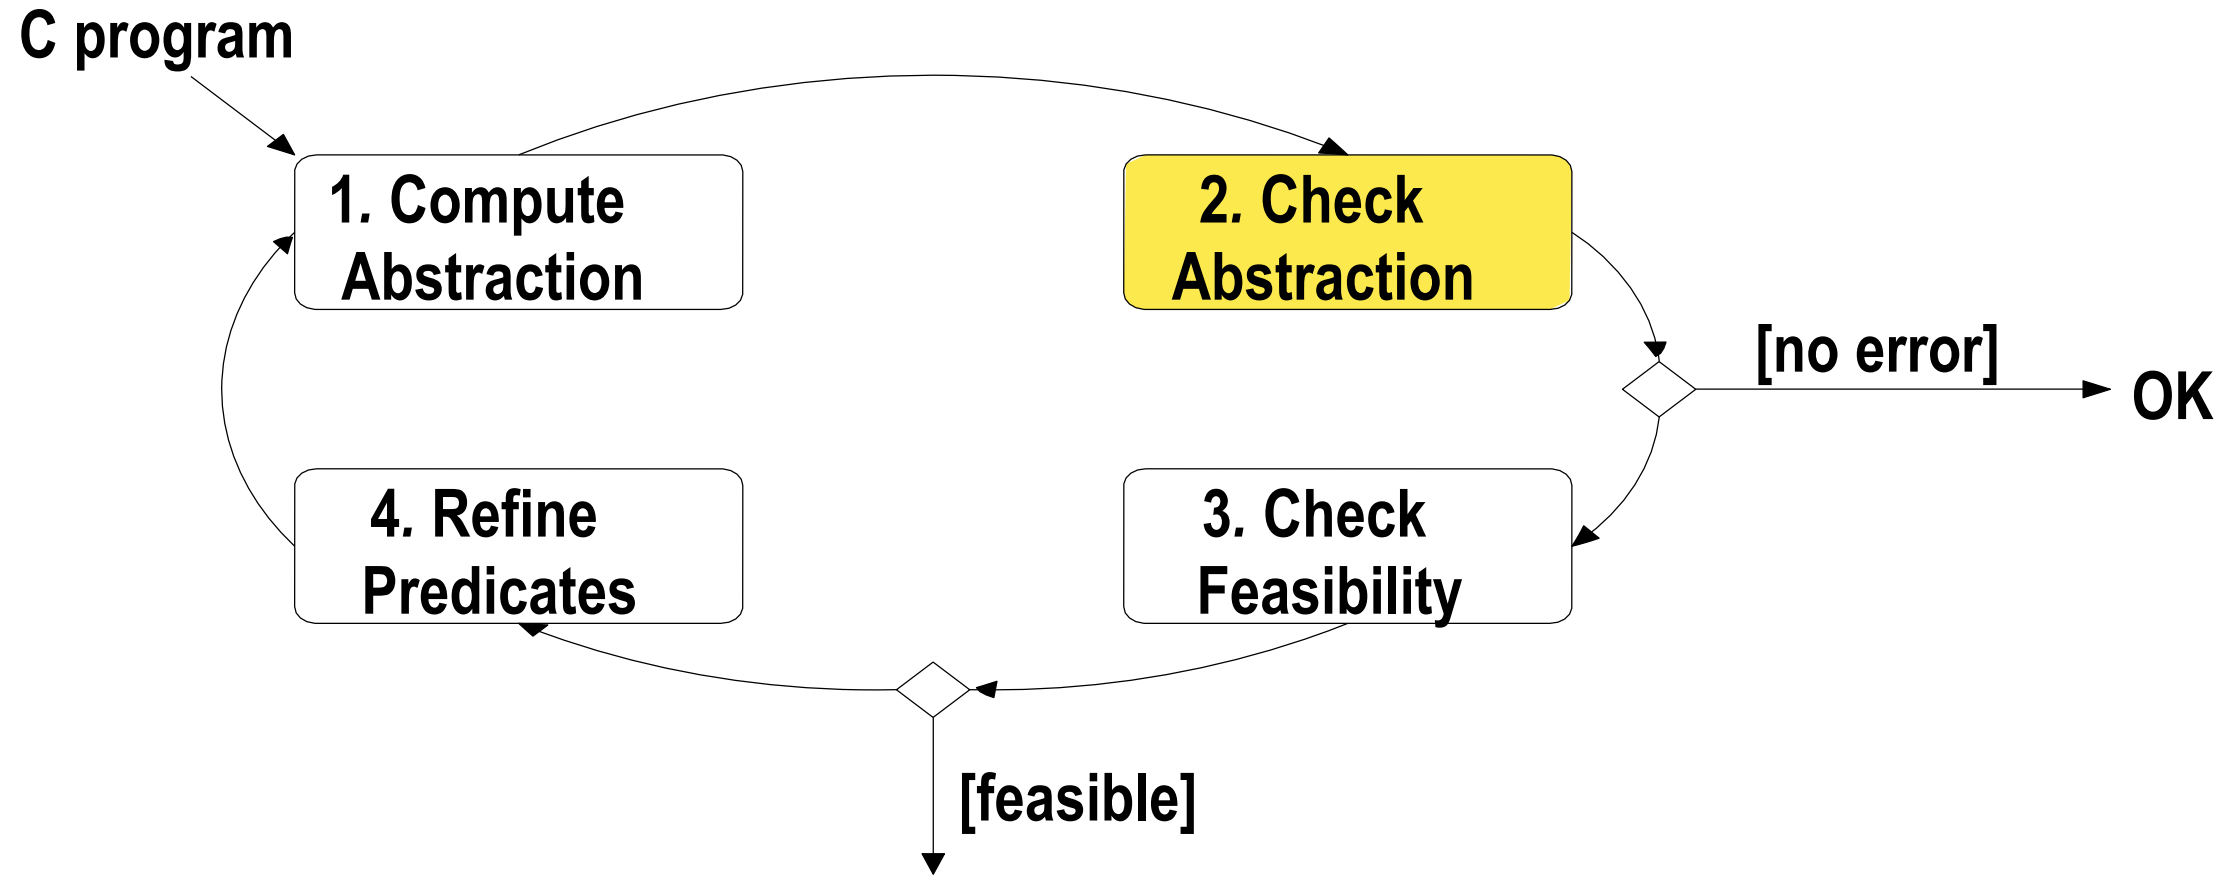 C program
1. Compute
Abstraction
2. Check
Abstraction
[no error]
OK
4. Refine
Predicates
3. Check
Feasibility
[feasible]